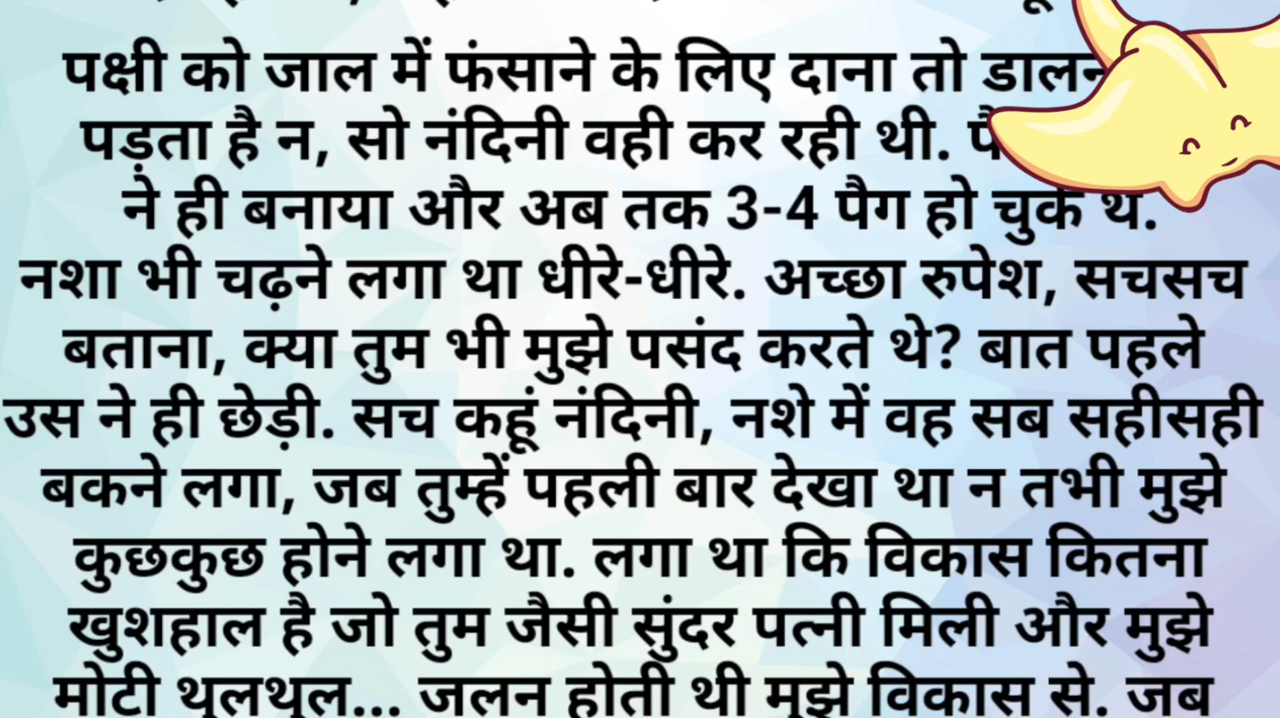 पक्षी को जाल में फंसाने के लिए दाना तो
पड़ता है न, सो नंदिनी वही कर रही थी.
ने ही बनाया और अब तक 3-4 पैग हो चुके थे.
नशा भी चढ़ने लगा था धीरे-धीरे. अच्छा रुपेश, सचसच
बताना, क्या तुम भी मुझे पसंद करते थे? बात पहले
उस ने ही छेड़ी. सच कहूं नंदिनी, नशे में वह सब सहीसही
बकने लगा, जब तुम्हें पहली बार देखा था न तभी मुझे
कुछकुछ होने लगा था. लगा था कि विकास कितना
खुशहाल है जो तुम जैसी सुंदर पत्नी मिली और मुझे
मोटी थुलथुल... जलन होती थी मुझे विकास से. जब